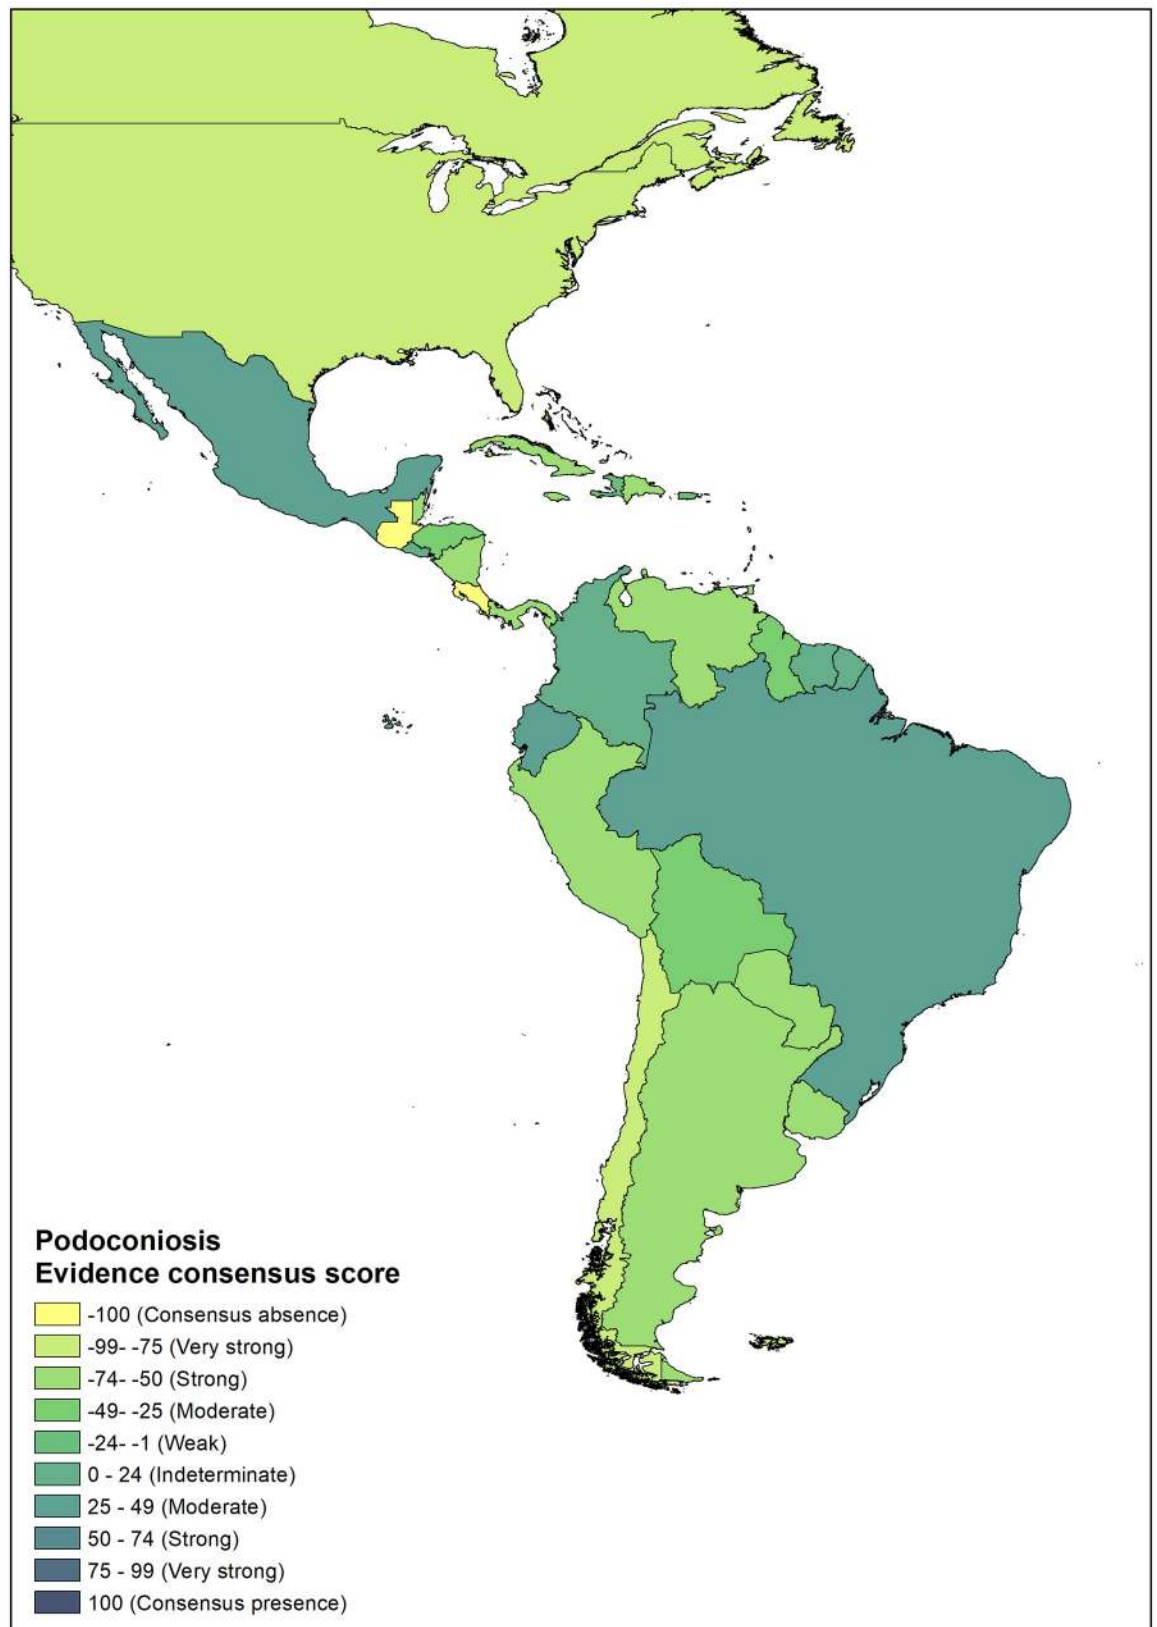 Podoconiosis
Evidence consensus score
-100 (Consensus absence)
-99- -75 (Very strong)
-74- -50 (Strong)
-49- -25 (Moderate)
-24- -1 (Weak)
0 - 24 (Indeterminate)
25 - 49 (Moderate)
50 - 74 (Strong)
75 - 99 (Very strong)
100 (Consensus presence)